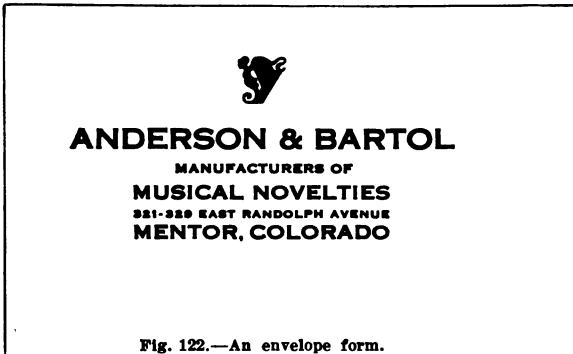 ANDERSON & BARTOL
MANUFACTURERS OF
MUSICAL NOVELTIES
321-329 EAST RANDOLPH AVENUE
MENTOR, COLORADO
Fig. 122.—An envelope form.